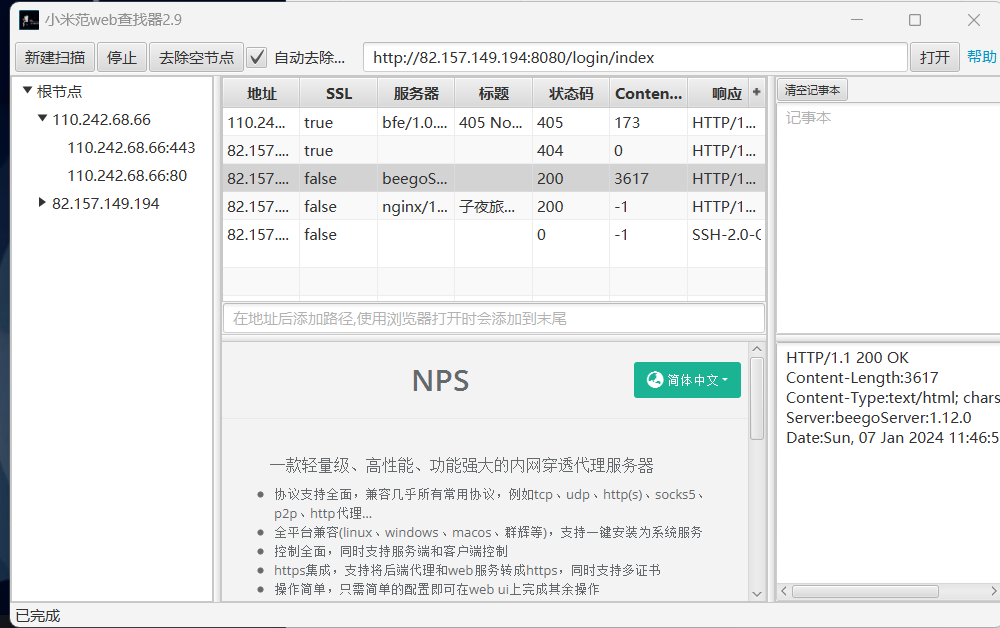 小米范web查找器2.9
新建扫描 停止 去除空节点 自动去除... http://82.157.149.194:8080/login/index 打开 帮助
根节点
110.242.68.66
110.242.68.66:443
110.242.68.66:80
82.157.149.194
地址 SSL 服务器 标题 状态码 Conten... 响应 +
110.24... true bfe/1.0.... 405 No... 405 173 HTTP/1...
82.157.... true 404 0 HTTP/1...
82.157.... false beegoS... 200 3617 HTTP/1...
82.157.... false nginx/1... 子夜旅... 200 -1 HTTP/1...
82.157.... false 0 -1 SSH-2.0-
在地址后添加路径,使用浏览器打开时会添加到末尾
NPS 简体中文
一款轻量级、高性能、功能强大的内网穿透代理服务器
协议支持全面，兼容几乎所有常用协议，例如tcp、udp、http(s)、socks5、
p2p、http代理...
全平台兼容(linux、windows、macos、群辉等)，支持一键安装为系统服务
控制全面，同时支持服务端和客户端控制
https集成，支持将后端代理和web服务转成https，同时支持多证书
操作简单，只需简单的配置即可在web ui上完成其余操作
清空记事本
记事本
HTTP/1.1 200 OK
Content-Length:3617
Content-Type:text/html; chars
Server:beegoServer:1.12.0
Date:Sun, 07 Jan 2024 11:46:5
已完成